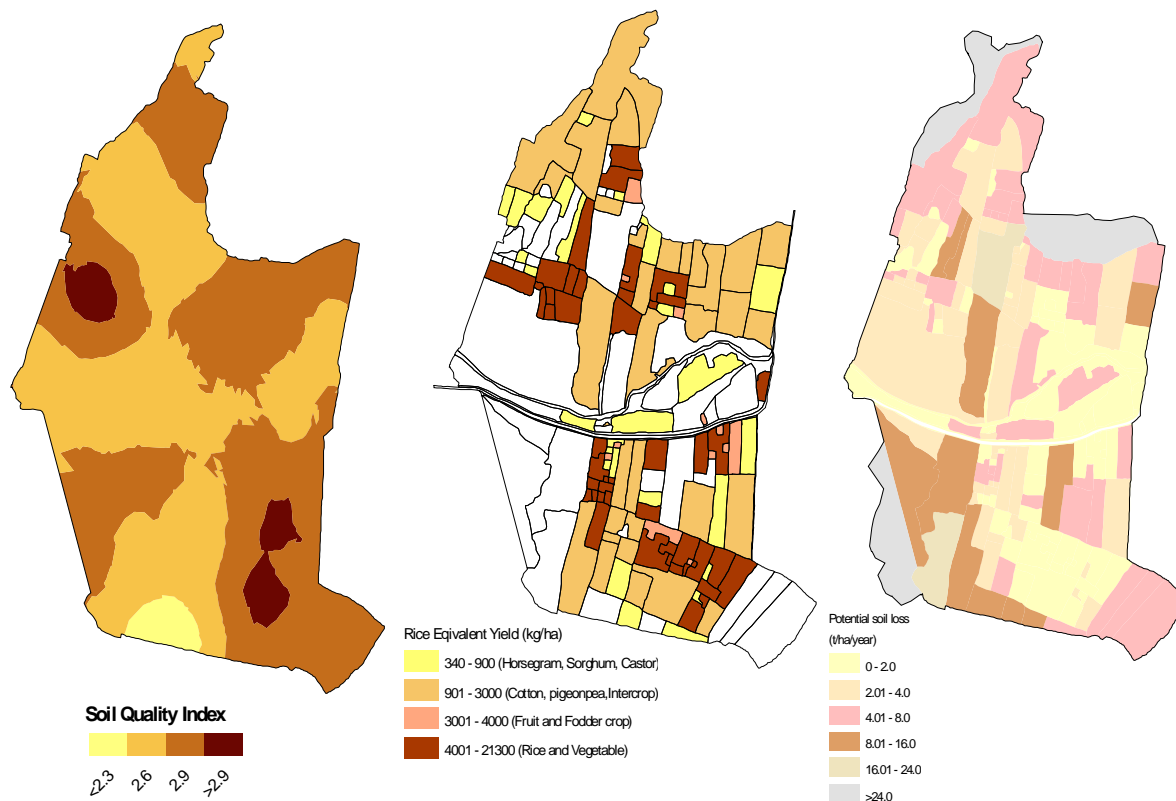 Soil Quality Index
<2.3
2.6
2.9
>2.9
Rice Eqivalent Yield (kg/ha)
340 - 900 (Horsegram, Sorghum, Castor)
901 - 3000 (Cotton, pigeonpea,Intercrop)
3001 - 4000 (Fruit and Fodder crop)
4001 - 21300 (Rice and Vegetable)
Potential soil loss
(t/ha/year)
0 - 2.0
2.01 - 4.0
4.01 - 8.0
8.01 - 16.0
16.01 - 24.0
>24.0